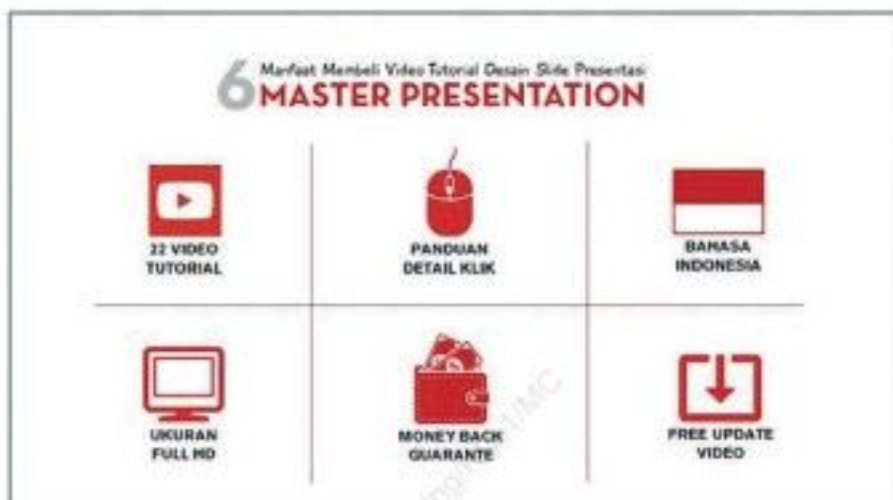 6 Manfaat Membeli Video Tutorial Desain Slide Presentasi
MASTER PRESENTATION
22 VIDEO
TUTORIAL
PANDUAN
DETAIL KLIK
BAHASA
INDONESIA
UKURAN
FULL HD
MONEY BACK
GUARANTE
FREE UPDATE
VIDEO